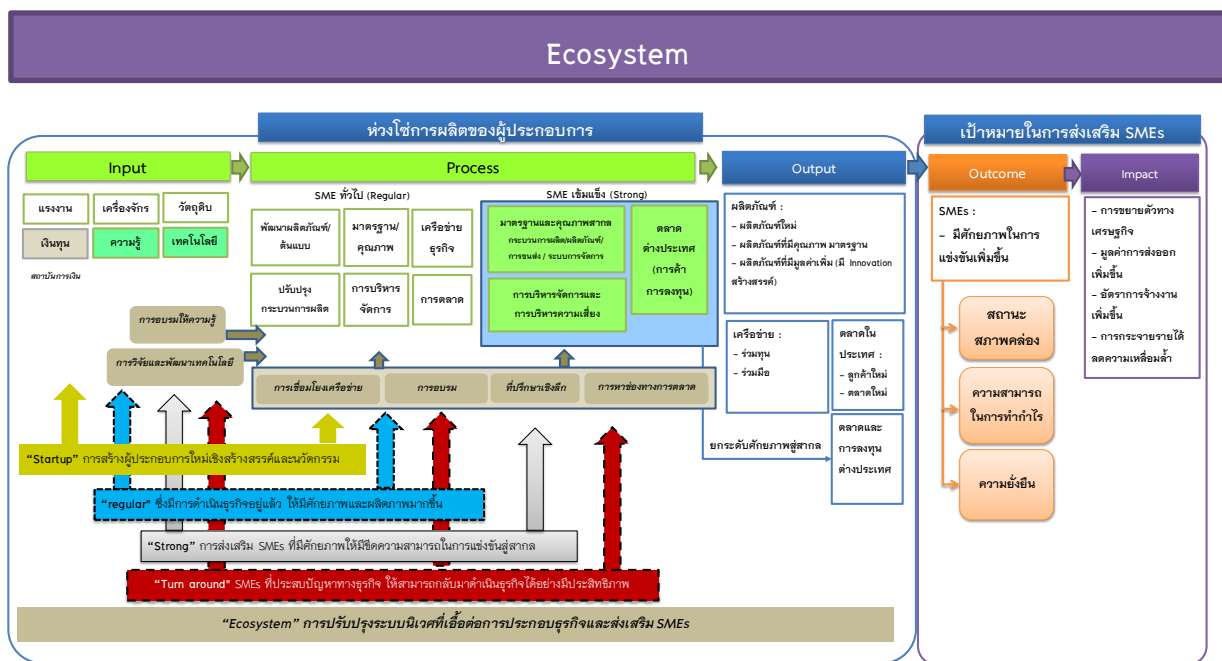 Ecosystem
ห่วงโซ่การผลิตของผู้ประกอบการ
เป้าหมายในการส่งเสริม SMEs
Input
Process
Output
Outcome
Impact
แรงงาน
เครื่องจักร
วัตถุดิบ
เงินทุน
ความรู้
เทคโนโลยี
สถาบันการเงิน
SME ทั่วไป (Regular)
พัฒนาผลิตภัณฑ์/
ต้นแบบ
มาตรฐาน/
คุณภาพ
เครือข่าย
ธุรกิจ
ปรับปรุง
กระบวนการผลิต
การบริหาร
จัดการ
การตลาด
SME เข้มแข็ง (Strong)
มาตรฐานและคุณภาพสากล
กระบวนการผลิต/ผลิตภัณฑ์/
การขนส่ง / ระบบการจัดการ
การบริหารจัดการและ
การบริหารความเสี่ยง
ตลาด
ต่างประเทศ
(การค้า
การลงทุน)
การอบรมให้ความรู้
การวิจัยและพัฒนาเทคโนโลยี
การเชื่อมโยงเครือข่าย
การอบรม
ที่ปรึกษาเชิงลึก
การหาช่องทางการตลาด
ผลิตภัณฑ์ :
– ผลิตภัณฑ์ใหม่
– ผลิตภัณฑ์ที่มีคุณภาพ มาตรฐาน
– ผลิตภัณฑ์ที่มีมูลค่าเพิ่ม (มี Innovation
สร้างสรรค์)
เครือข่าย :
– ร่วมทุน
– ร่วมมือ
ตลาดใน
ประเทศ :
– ลูกค้าใหม่
– ตลาดใหม่
ยกระดับศักยภาพสู่สากล
ตลาดและ
การลงทุน
ต่างประเทศ
SMEs :
– มีศักยภาพในการ
แข่งขันเพิ่มขึ้น
สถานะ
สภาพคล่อง
ความสามารถ
ในการทำกำไร
ความยั่งยืน
– การขยายตัวทาง
เศรษฐกิจ
– มูลค่าการส่งออก
เพิ่มขึ้น
– อัตราการจ้างงาน
เพิ่มขึ้น
– การกระจายรายได้
ลดความเหลื่อมล้ำ
“Startup” การสร้างผู้ประกอบการใหม่เชิงสร้างสรรค์และนวัตกรรม
“regular” ซึ่งมีการดำเนินธุรกิจอยู่แล้ว ให้มีศักยภาพและผลิตภาพมากขึ้น
“Strong” การส่งเสริม SMEs ที่มีศักยภาพให้มีขีดความสามารถในการแข่งขันสู่สากล
“Turn around” SMEs ที่ประสบปัญหาทางธุรกิจ ให้สามารถกลับมาดำเนินธุรกิจได้อย่างมีประสิทธิภาพ
“Ecosystem” การปรับปรุงระบบนิเวศที่เอื้อต่อการประกอบธุรกิจและส่งเสริม SMEs